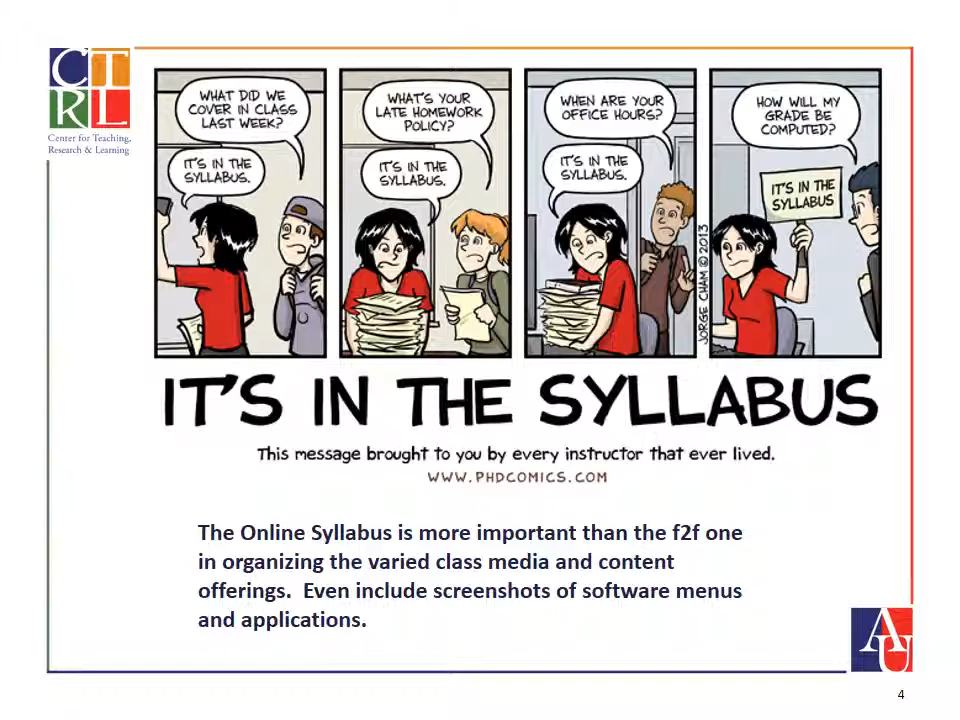 CT
RL
Center for Teaching,
Research & Learning
WHAT DID WE
COVER IN CLASS
LAST WEEK?
IT'S IN THE
SYLLABUS.
WHAT'S YOUR
LATE HOMEWORK
POLICY?
IT'S IN THE
SYLLABUS.
WHEN ARE YOUR
OFFICE HOURS?
IT'S IN THE
SYLLABUS.
HOW WILL MY
GRADE BE
COMPUTED?
IT'S IN THE
SYLLABUS
JORGE CHAM © 2013
IT'S IN THE SYLLABUS
This message brought to you by every instructor that ever lived.
WWW.PHDCOMICS.COM
The Online Syllabus is more important than the f2f one
in organizing the varied class media and content
offerings.  Even include screenshots of software menus
and applications.
AU
4